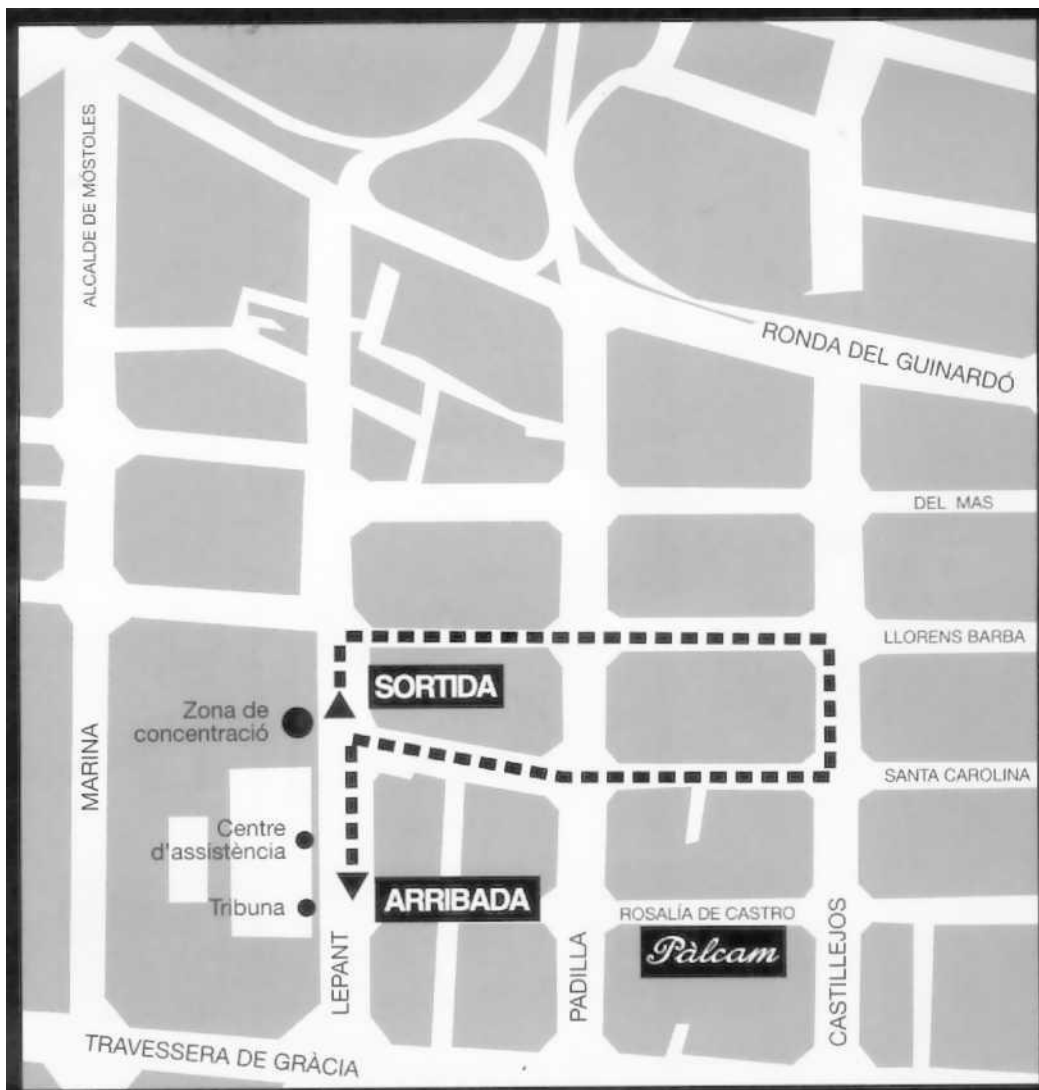 ALCALDE DE MÓSTOLES
RONDA DEL GUINARDÓ
DEL MAS
LLORENS BARBA
SORTIDA
Zona de
concentració
MARINA
SANTA CAROLINA
Centre
d'assistència
Tribuna
ARRIBADA
ROSALÍA DE CASTRO
Pàlcam
LEPANT
PADILLA
CASTILLEJOS
TRAVESSERA DE GRÀCIA